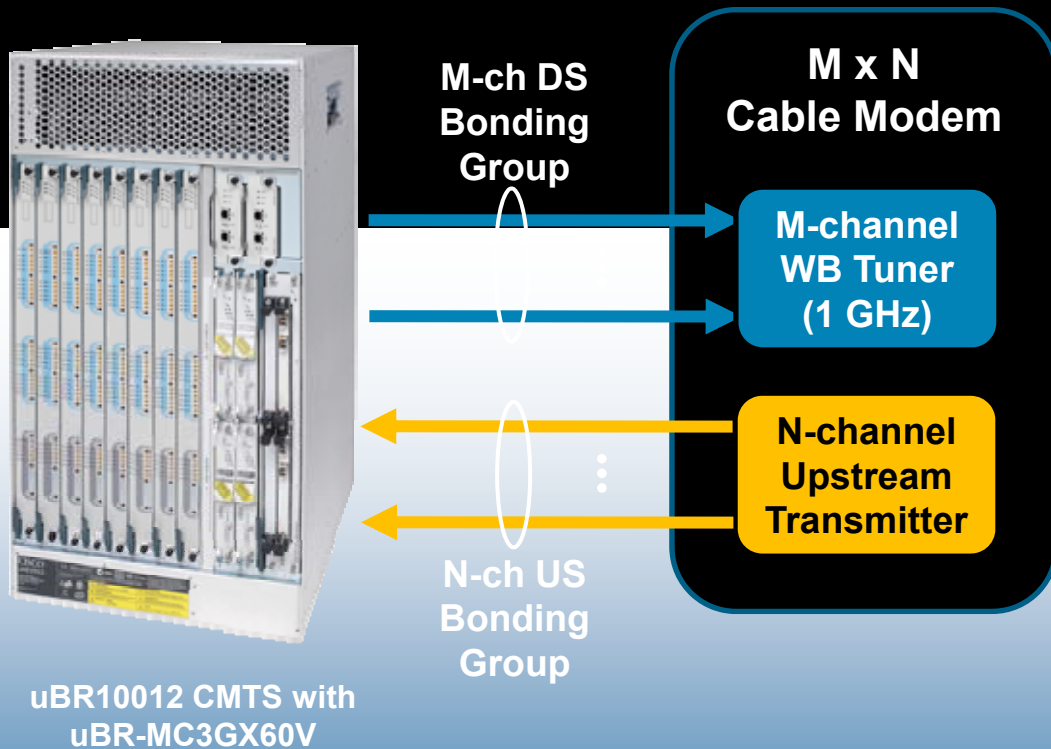 M-ch DS
Bonding
Group
M x N
Cable Modem
M-channel
WB Tuner
(1 GHz)
N-channel
Upstream
Transmitter
N-ch US
Bonding
Group
uBR10012 CMTS with
uBR-MC3GX60V